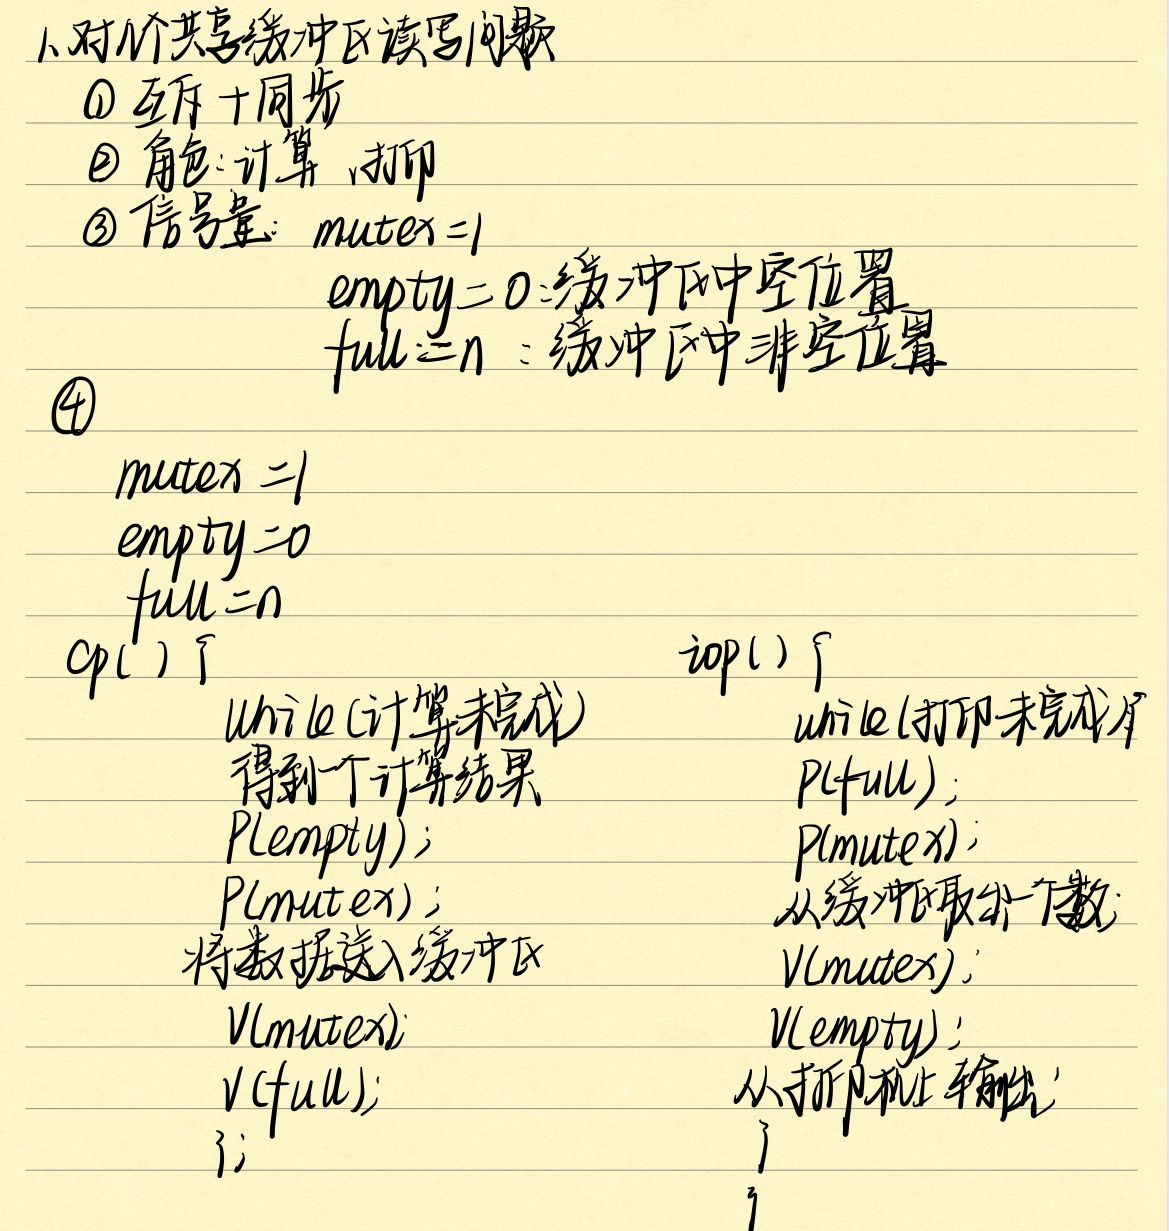 1、对N个共享缓冲区读写问题
① 互斥+同步
② 角色:计算、打印
③ 信号量: mutex=1
empty=0:缓冲区中空位置
full=n:缓冲区中非空位置
④
mutex=1
empty=0
full=n
cp( ) {
while(计算未完成)
得到一个计算结果
P(empty);
P(mutex);
将数据送入缓冲区
V(mutex);
V(full);
};
iop( ) {
while(打印未完成){
P(full);
P(mutex);
从缓冲区取出一个数;
V(mutex);
V(empty);
从打印机上输出;
}
}